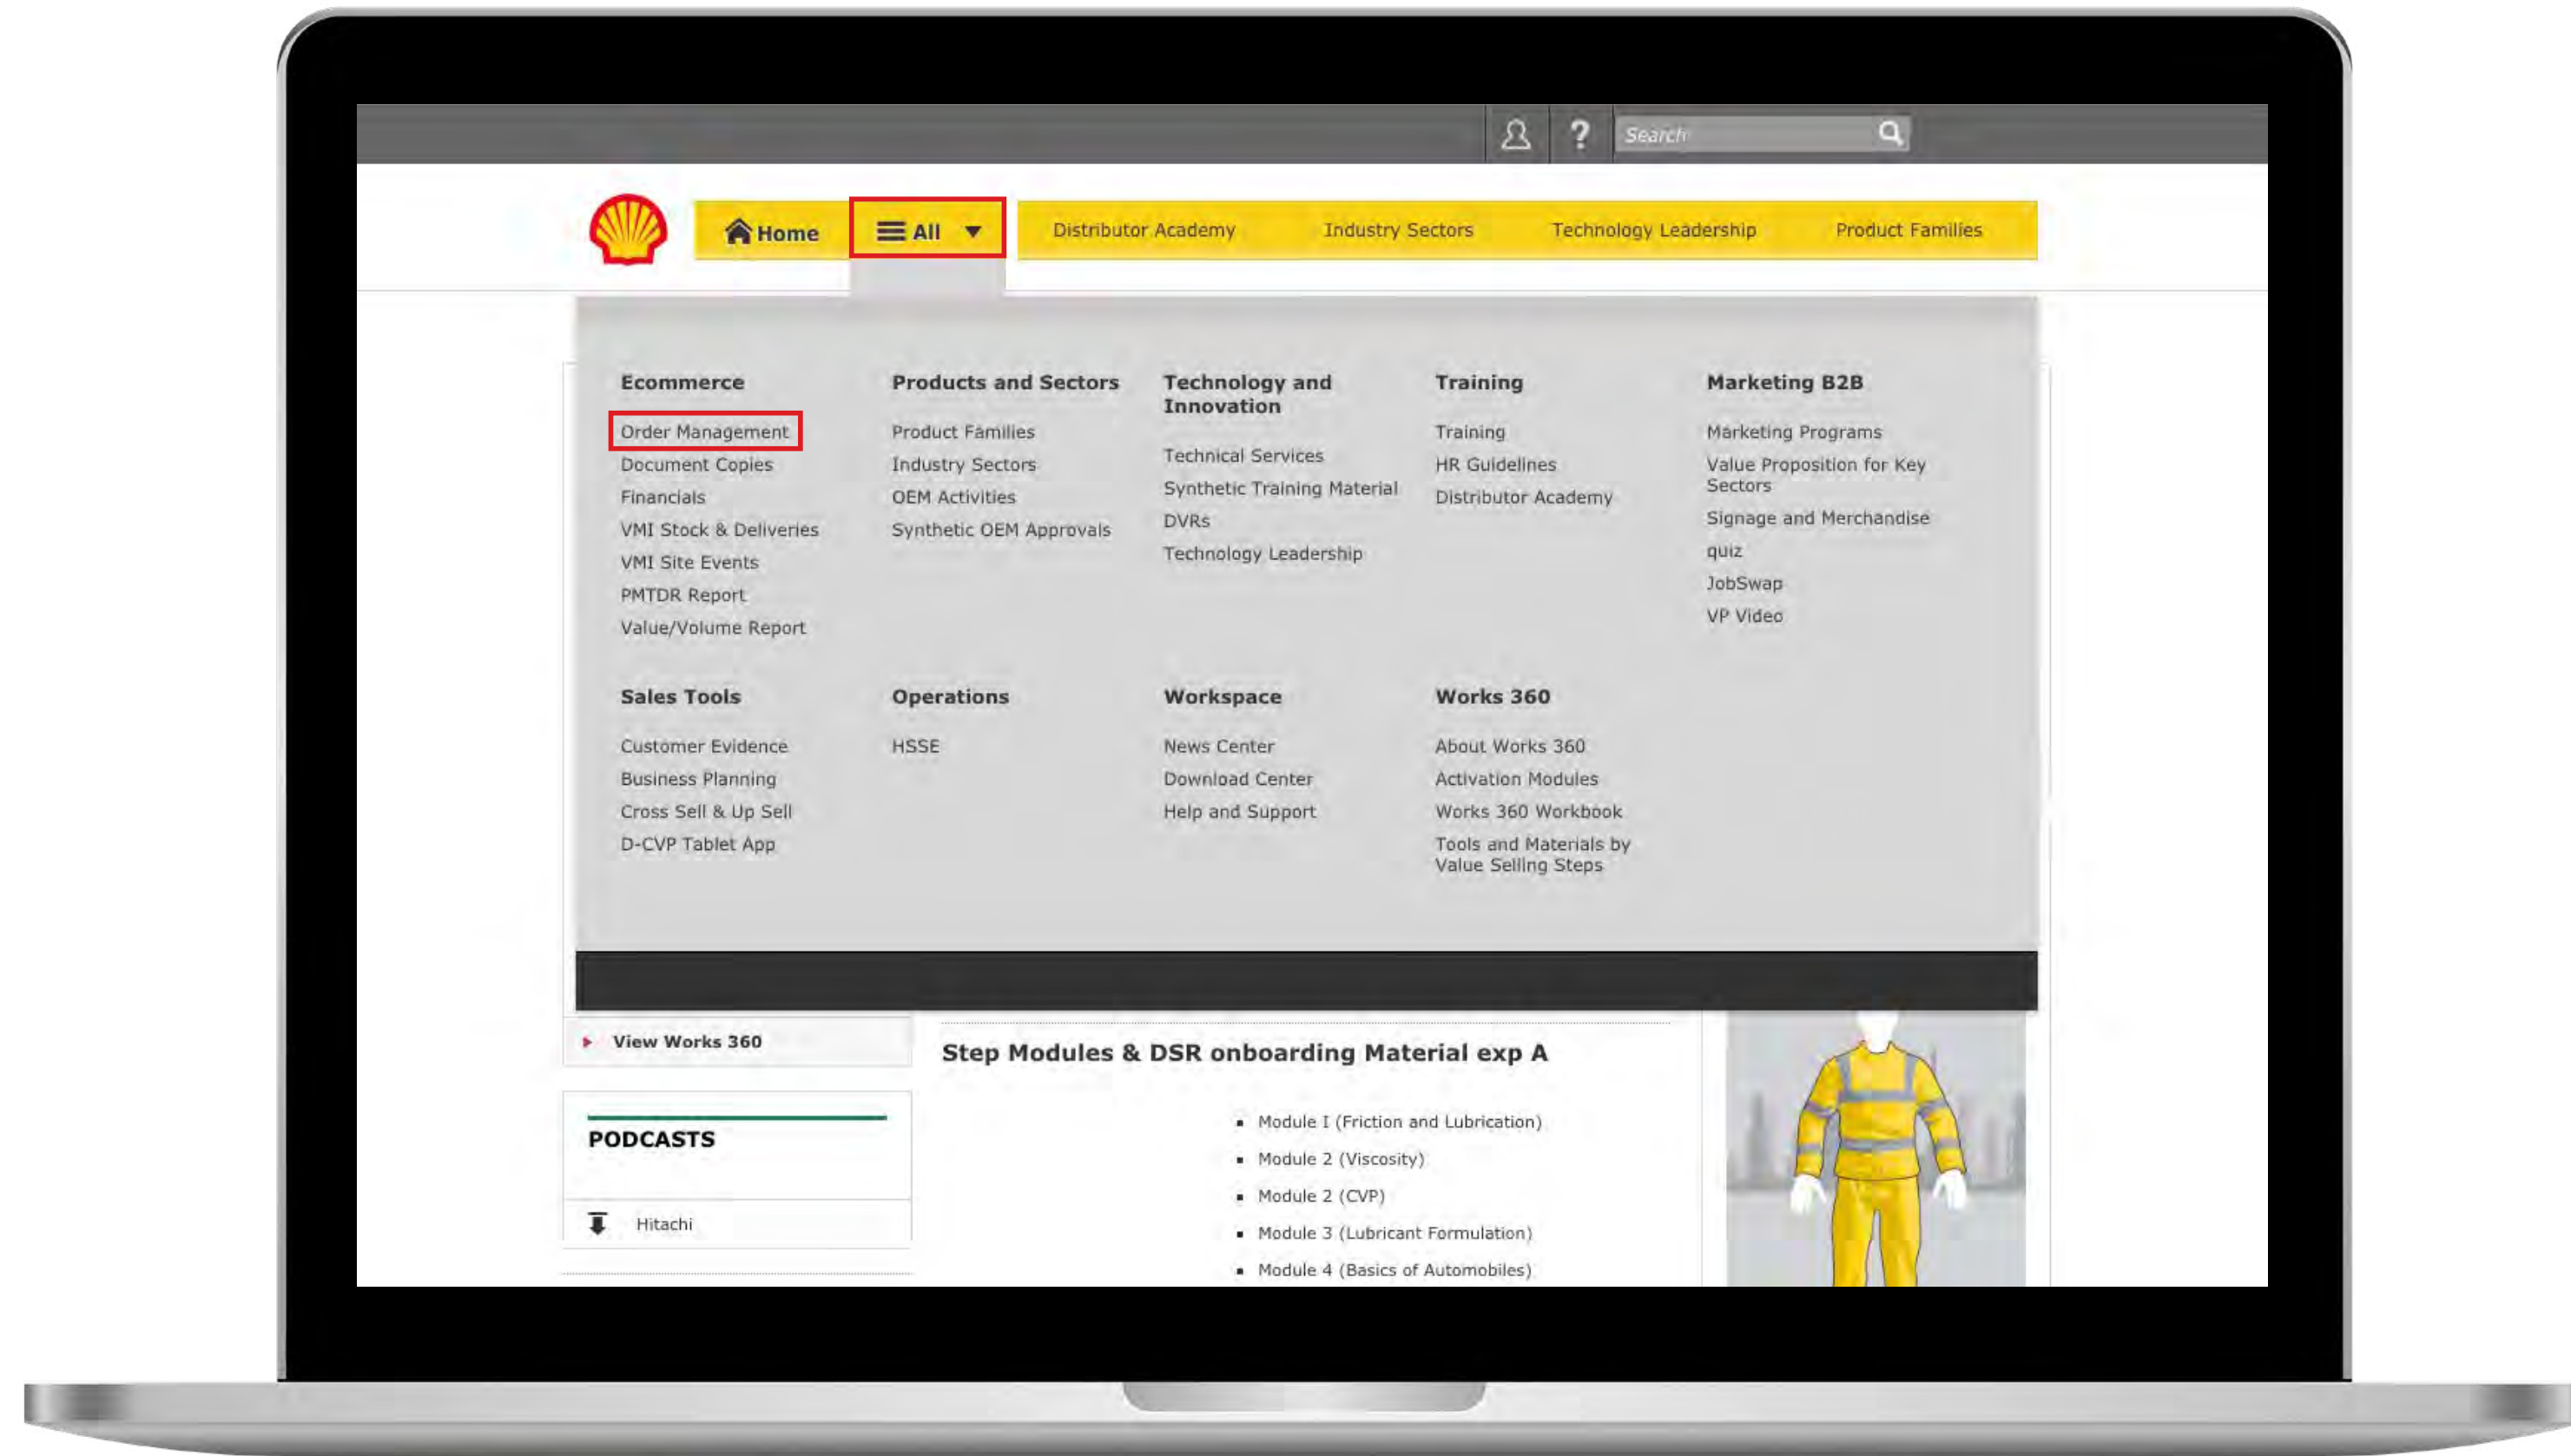 Search
Home
All
Distributor Academy
Industry Sectors
Technology Leadership
Product Families
Ecommerce
Order Management
Document Copies
Financials
VMI Stock & Deliveries
VMI Site Events
PMTDR Report
Value/Volume Report
Products and Sectors
Product Families
Industry Sectors
OEM Activities
Synthetic OEM Approvals
Technology and
Innovation
Technical Services
Synthetic Training Material
DVRs
Technology Leadership
Training
Training
HR Guidelines
Distributor Academy
Marketing B2B
Marketing Programs
Value Proposition for Key
Sectors
Signage and Merchandise
quiz
JobSwap
VP Video
Sales Tools
Customer Evidence
Business Planning
Cross Sell & Up Sell
D-CVP Tablet App
Operations
HSSE
Workspace
News Center
Download Center
Help and Support
Works 360
About Works 360
Activation Modules
Works 360 Workbook
Tools and Materials by
Value Selling Steps
View Works 360
PODCASTS
Hitachi
Step Modules & DSR onboarding Material exp A
Module I (Friction and Lubrication)
Module 2 (Viscosity)
Module 2 (CVP)
Module 3 (Lubricant Formulation)
Module 4 (Basics of Automobiles)